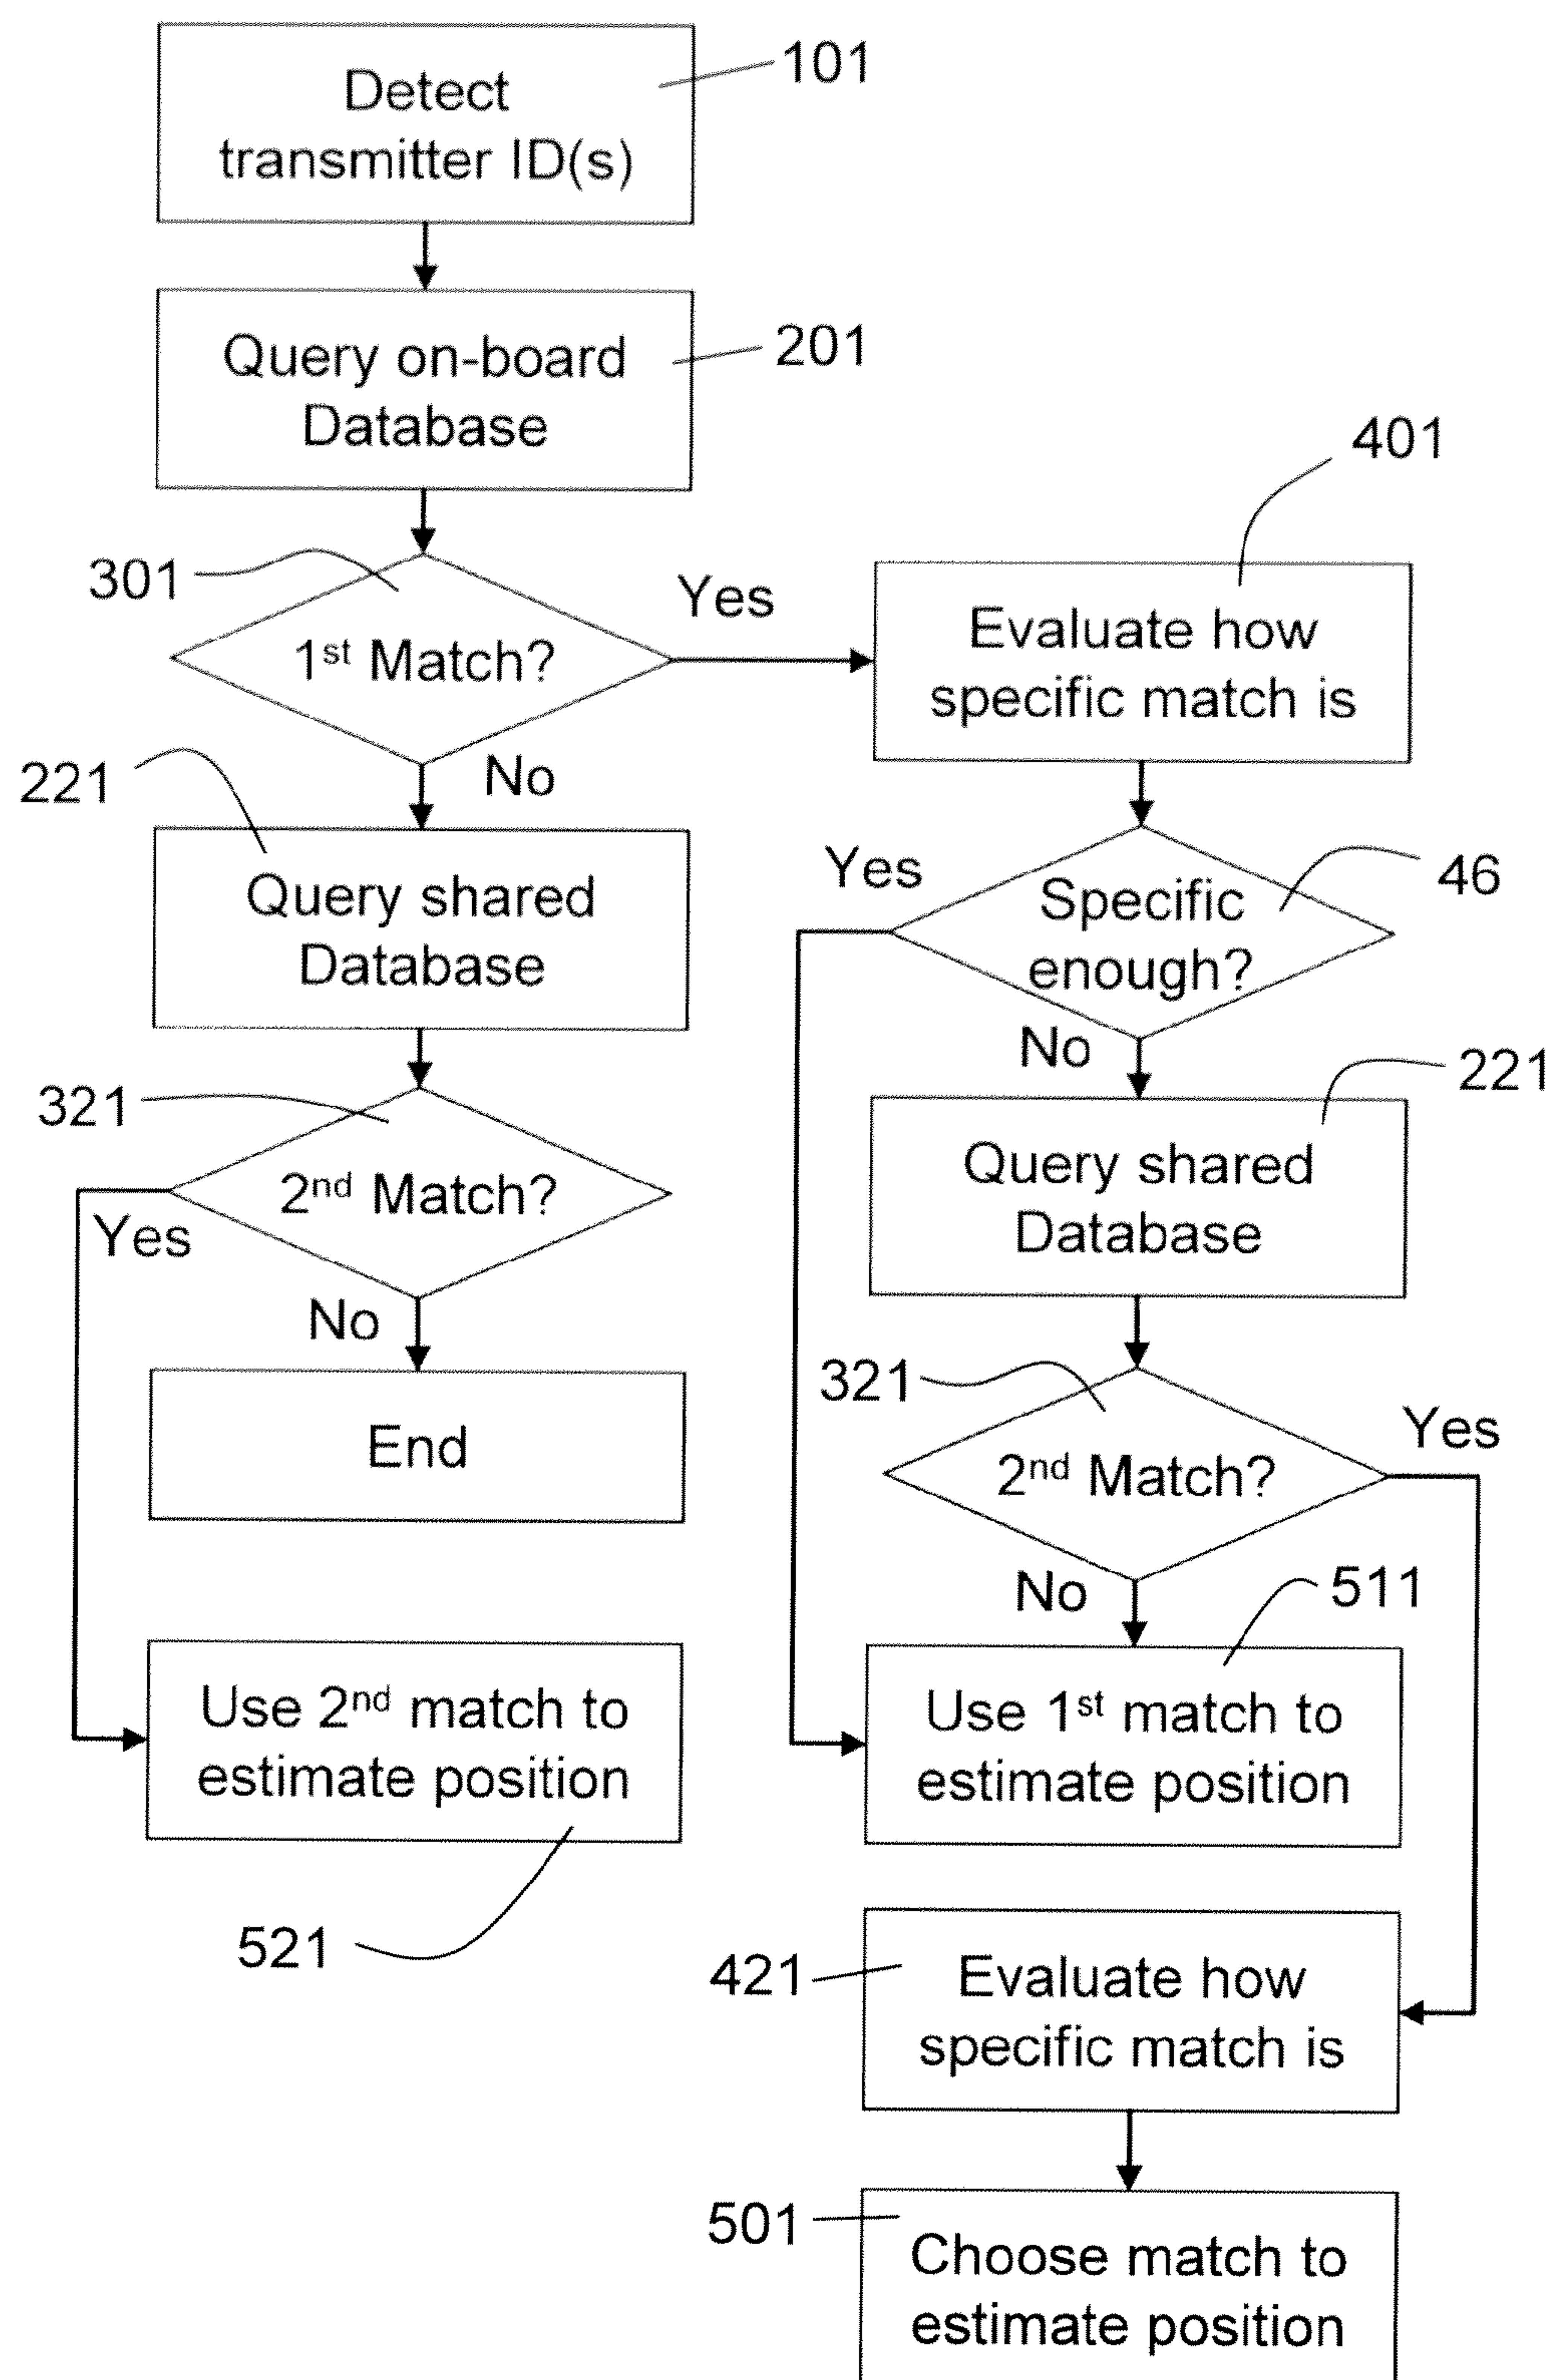 Detect
transmitter ID(s)
101
Query on-board
Database
201
301
1st Match?
Yes
No
401
Evaluate how
specific match is
221
Query shared
Database
Yes
Specific
enough?
46
No
321
2nd Match?
Yes
No
221
Query shared
Database
End
321
2nd Match?
Yes
No
511
Use 2nd match to
estimate position
521
Use 1st match to
estimate position
421
Evaluate how
specific match is
501
Choose match to
estimate position